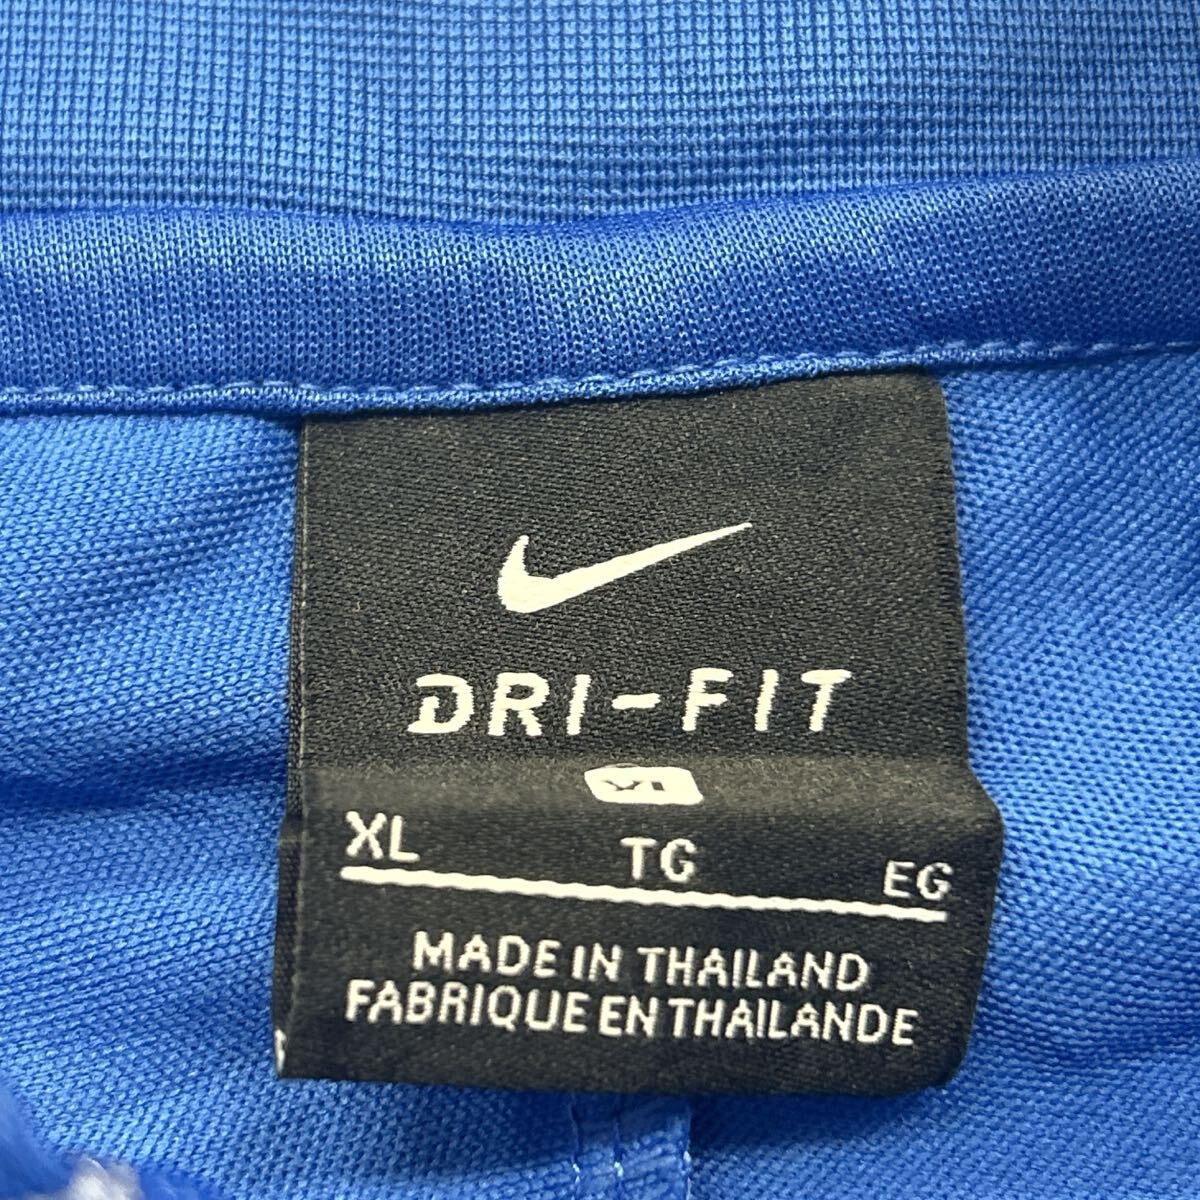 DRI-FIT
XL TG EG
MADE IN THAILAND
FABRIQUE EN THAILANDE